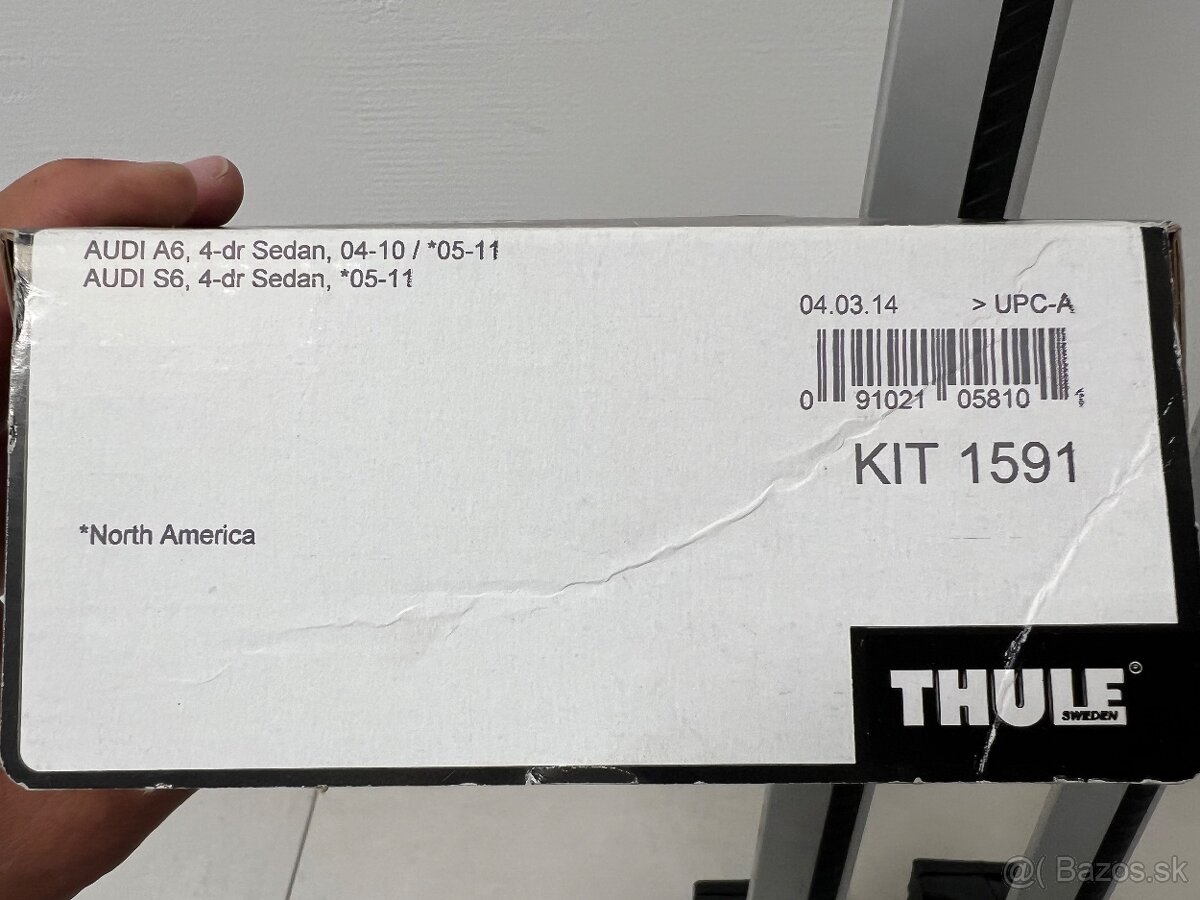 AUDI A6, 4-dr Sedan, 04-10 / *05-11
AUDI S6, 4-dr Sedan, *05-11
04.03.14 > UPC-A
0 91021 05810
KIT 1591
*North America
THULE
SWEDEN
@( Bazos.sk